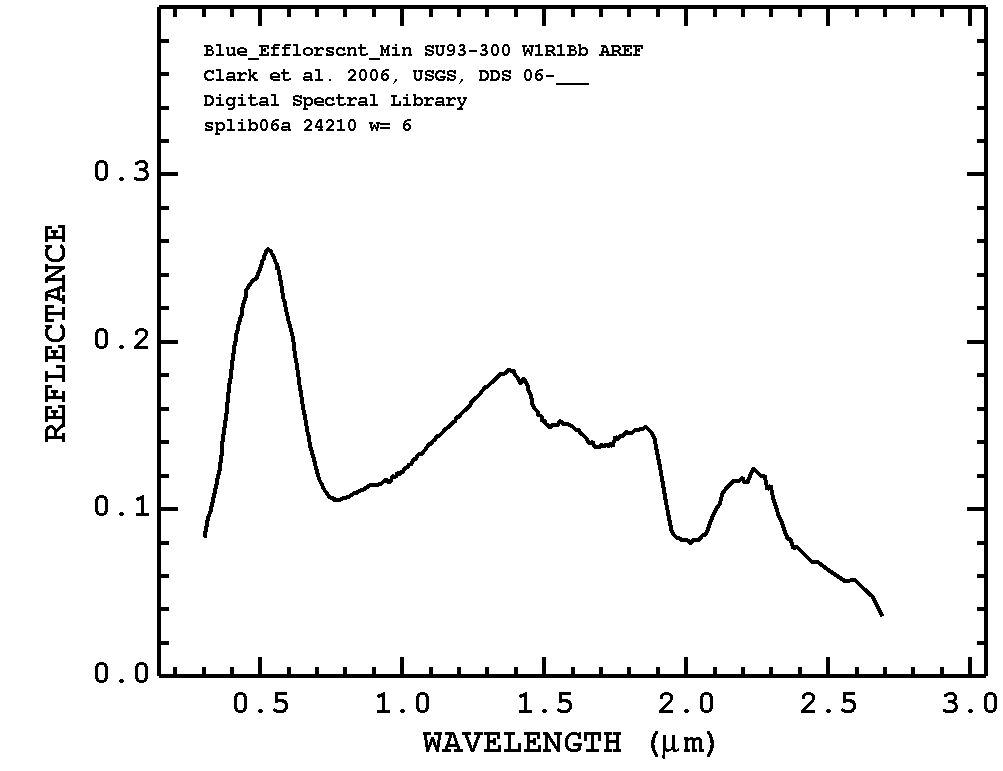 Blue_Efflorscnt_Min SU93-300 W1R1Bb AREF
Clark et al. 2006, USGS, DDS 06-___
Digital Spectral Library
splib06a 24210 w= 6
REFLECTANCE
0.3
0.2
0.1
0.0
0.5 1.0 1.5 2.0 2.5 3.0
WAVELENGTH (μm)